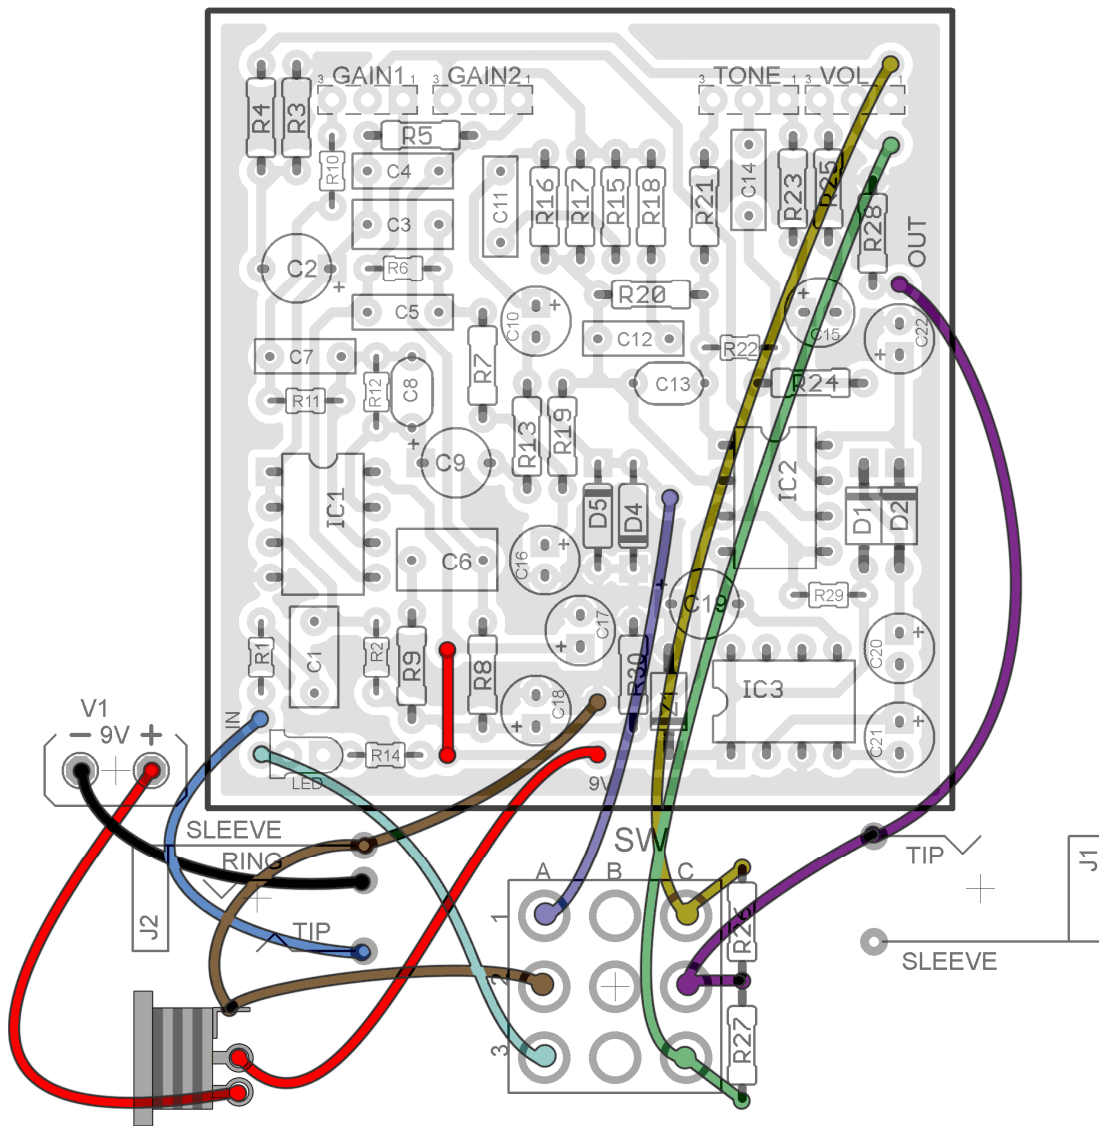 GAIN1 GAIN2 TONE VOL
3 1 3 1 3 1 3 1
R4 R3 R5
R10 C4 C11 R16 R17 R15 R18 R21 C14 R23 R25
C3 R28 OUT
C2 + R6 R20
C5 C10 + + C15 C22
C7 R7 C12 R22 +
R11 R12 C8 C13 R24
+ C9 R13 R19
IC1 IC2
D5 D4 D1 D2
C6 C16 +
+ C19 R29
R1 C1 R2 R9 R8 C17 + R30 C20 +
IC3
C18 +
IN C21 +
V1
- 9V + LED R14 9V
SLEEVE SW
RING A B C TIP J1
J2 TIP 1 R26 SLEEVE
2
3 R27